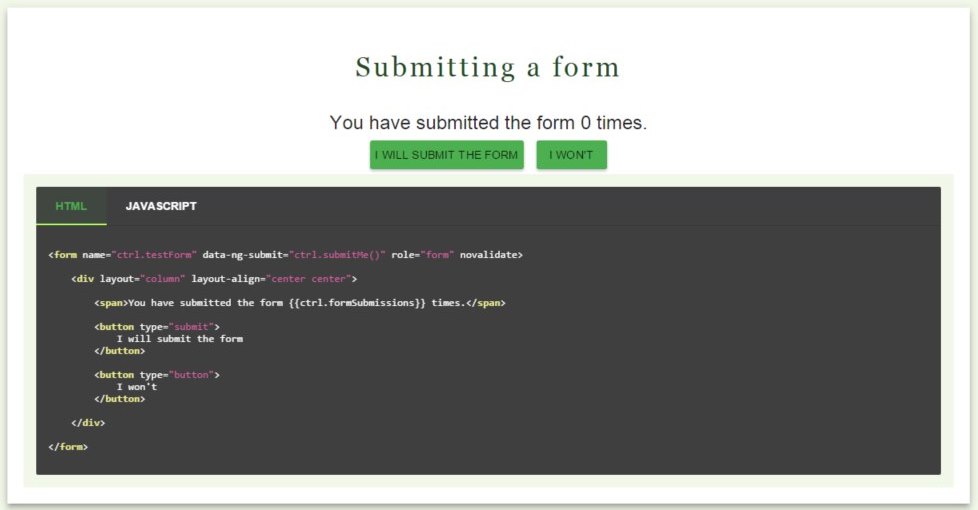 Submitting a form
You have submitted the form 0 times.
I WILL SUBMIT THE FORM I WON'T
HTML JAVASCRIPT
<form name="ctrl.testForm" data-ng-submit="ctrl.submitMe()" role="form" novalidate>
<div layout="column" layout-align="center center">
<span>You have submitted the form {{ctrl.formSubmissions}} times.</span>
<button type="submit">
I will submit the form
</button>
<button type="button">
I won't
</button>
</div>
</form>